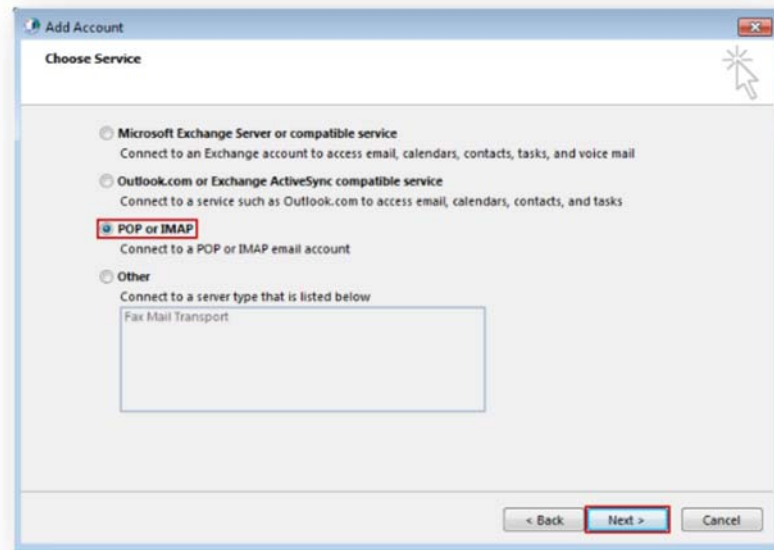 Add Account
Choose Service
Microsoft Exchange Server or compatible service
Connect to an Exchange account to access email, calendars, contacts, tasks, and voice mail
Outlook.com or Exchange ActiveSync compatible service
Connect to a service such as Outlook.com to access email, calendars, contacts, and tasks
POP or IMAP
Connect to a POP or IMAP email account
Other
Connect to a server type that is listed below
Fax Mail Transport
< Back Next > Cancel